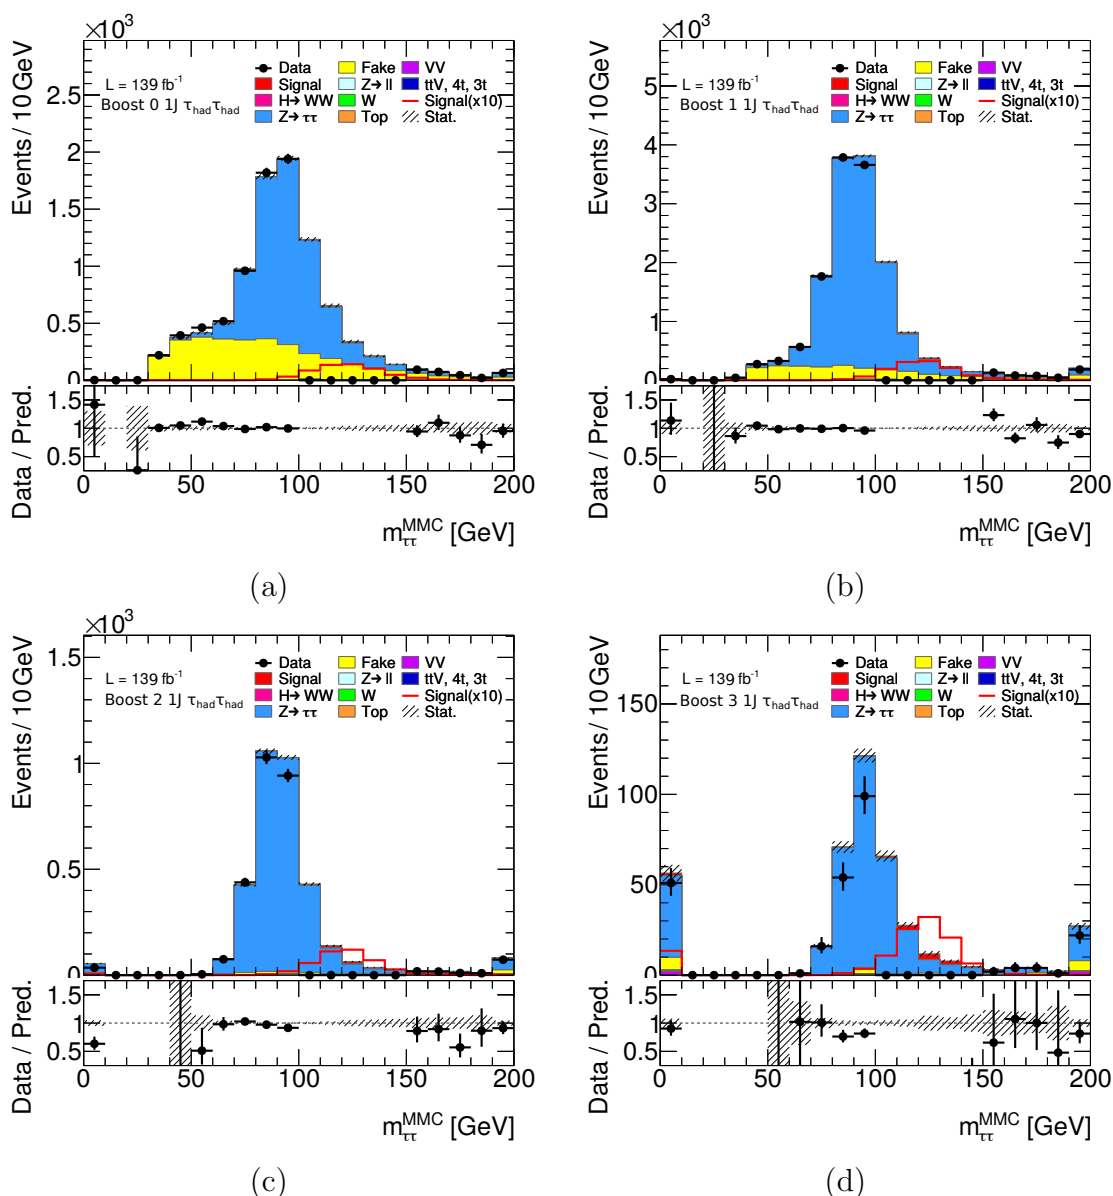 ×10³
Events / 10 GeV
L = 139 fb⁻¹
Boost 0 1J τhadτhad
Data
Signal
H→ WW
Z→ ττ
Fake
Z→ ll
W
Top
VV
ttV, 4t, 3t
Signal(x10)
Stat.
2.5
2
1.5
1
0.5
0
Data / Pred.
1.5
1
0.5
0 50 100 150 200
mττMMC [GeV]
(a)
×10³
Events / 10 GeV
L = 139 fb⁻¹
Boost 1 1J τhadτhad
Data
Signal
H→ WW
Z→ ττ
Fake
Z→ ll
W
Top
VV
ttV, 4t, 3t
Signal(x10)
Stat.
5
4
3
2
1
0
Data / Pred.
1.5
1
0.5
0 50 100 150 200
mττMMC [GeV]
(b)
×10³
Events / 10 GeV
L = 139 fb⁻¹
Boost 2 1J τhadτhad
Data
Signal
H→ WW
Z→ ττ
Fake
Z→ ll
W
Top
VV
ttV, 4t, 3t
Signal(x10)
Stat.
1.5
1
0.5
0
Data / Pred.
1.5
1
0.5
0 50 100 150 200
mττMMC [GeV]
(c)
Events / 10 GeV
L = 139 fb⁻¹
Boost 3 1J τhadτhad
Data
Signal
H→ WW
Z→ ττ
Fake
Z→ ll
W
Top
VV
ttV, 4t, 3t
Signal(x10)
Stat.
150
100
50
0
Data / Pred.
1.5
1
0.5
0 50 100 150 200
mττMMC [GeV]
(d)